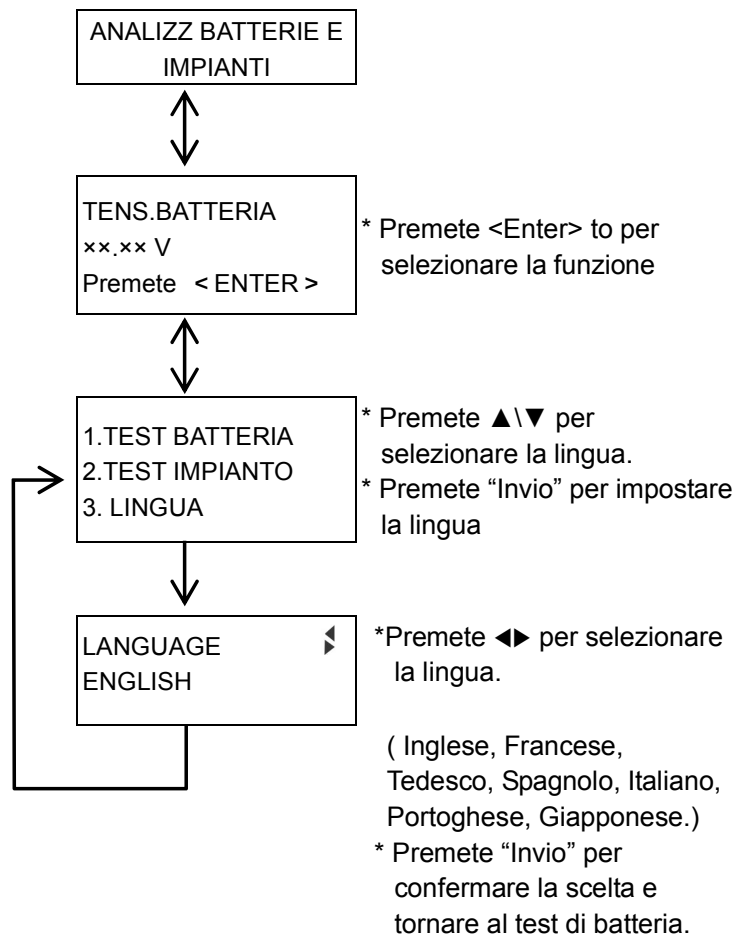 ANALIZZ BATTERIE E
IMPIANTI
TENS.BATTERIA
××.×× V
Premete < ENTER >
* Premete <Enter> to per
selezionare la funzione
1.TEST BATTERIA
2.TEST IMPIANTO
3. LINGUA
* Premete ▲\▼ per
selezionare la lingua.
* Premete “Invio” per impostare
la lingua
LANGUAGE
ENGLISH
*Premete ◀▶ per selezionare
la lingua.
( Inglese, Francese,
Tedesco, Spagnolo, Italiano,
Portoghese, Giapponese.)
* Premete “Invio” per
confermare la scelta e
tornare al test di batteria.